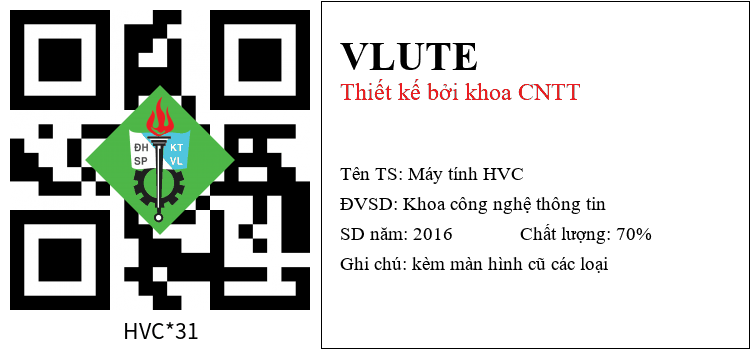 ĐH KT
SP VL
HVC*31
VLUTE
Thiết kế bởi khoa CNTT
Tên TS: Máy tính HVC
ĐVSD: Khoa công nghệ thông tin
SD năm: 2016 Chất lượng: 70%
Ghi chú: kèm màn hình cũ các loại